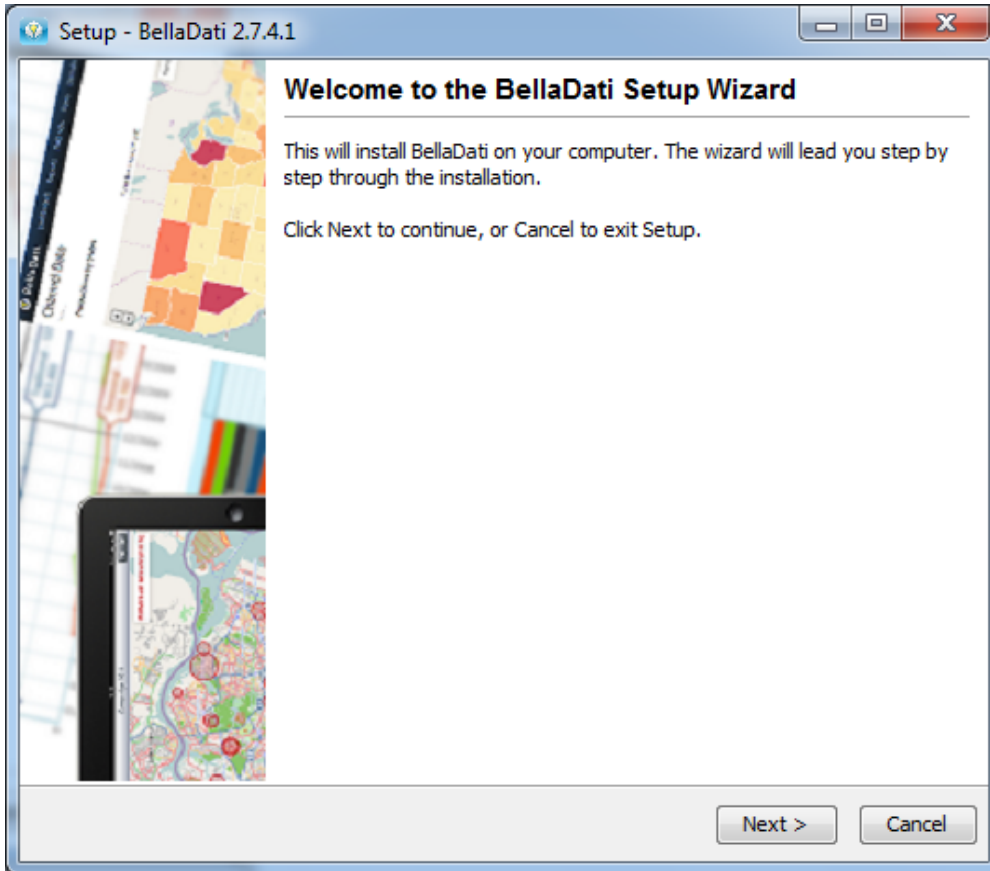 Setup - BellaDati 2.7.4.1
Welcome to the BellaDati Setup Wizard
This will install BellaDati on your computer. The wizard will lead you step by
step through the installation.
Click Next to continue, or Cancel to exit Setup.
Next >
Cancel